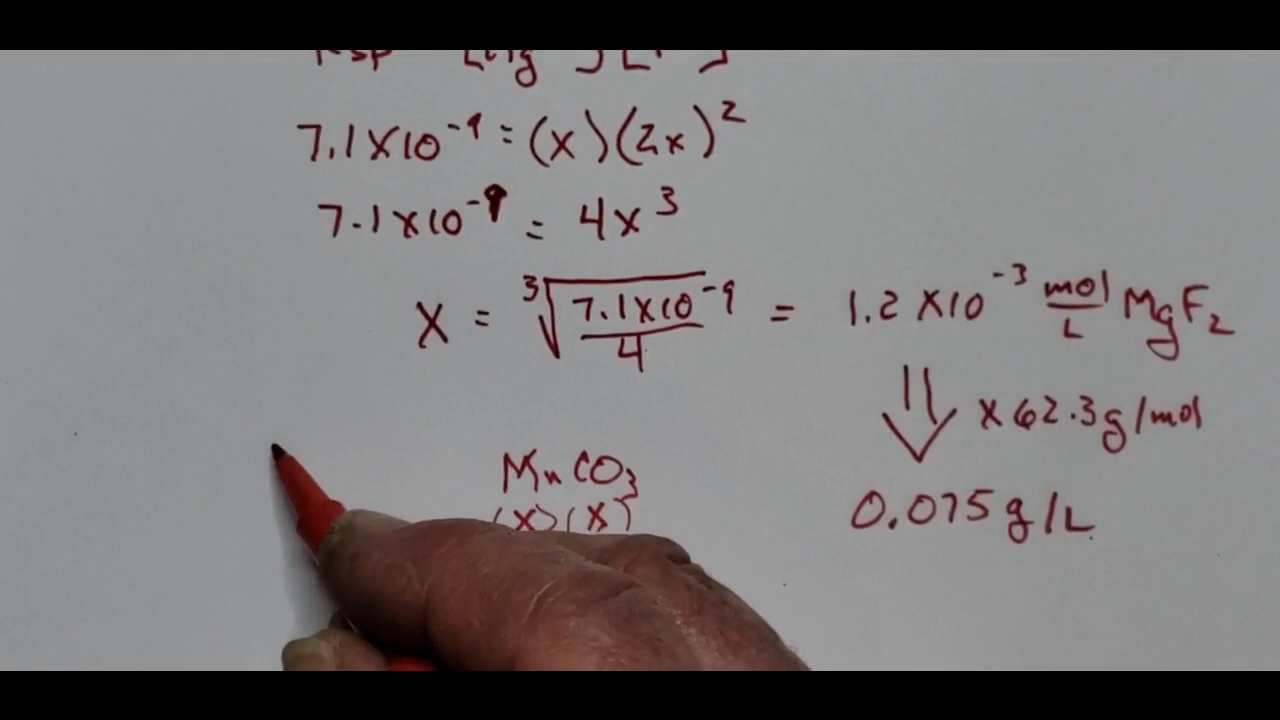 7.1X10⁻⁹ = (x)(2x)²
7.1x10⁻⁹ = 4x³
X = ³√(7.1X10⁻⁹/4) = 1.2 X10⁻³ mol/L MgF₂
x 62.3g/mol
MnCO₃
(X)(X)
0.075 g/L